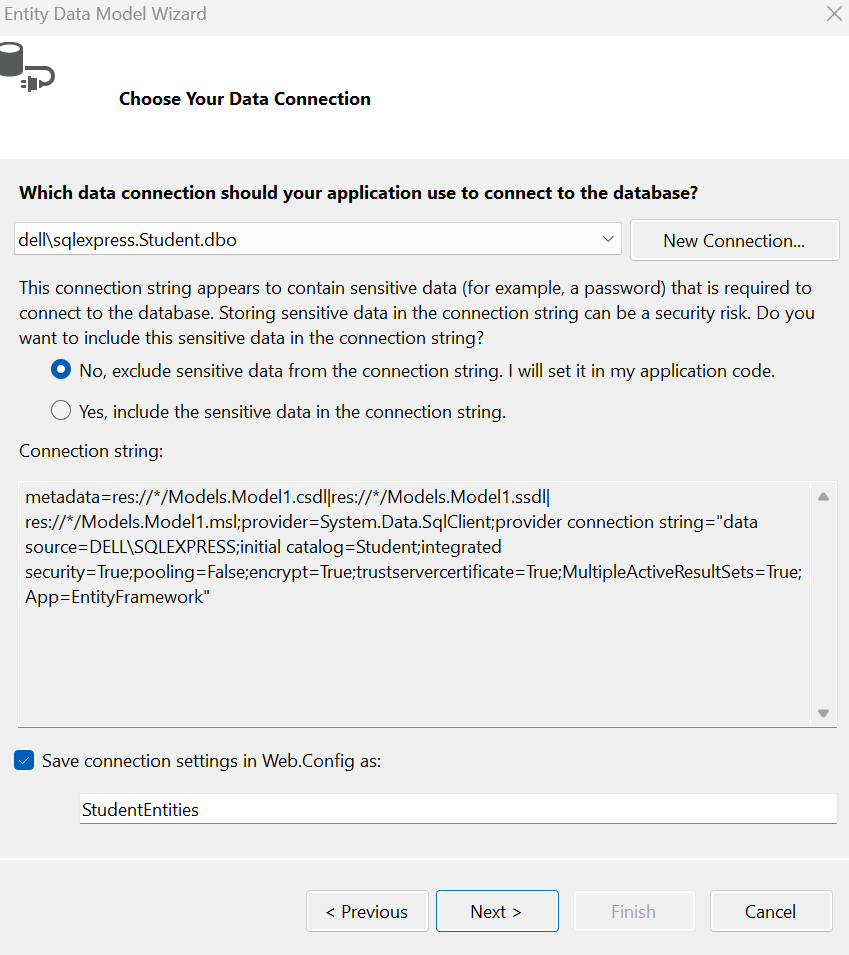 Entity Data Model Wizard
Choose Your Data Connection
Which data connection should your application use to connect to the database?
dell\sqlexpress.Student.dbo
New Connection...
This connection string appears to contain sensitive data (for example, a password) that is required to
connect to the database. Storing sensitive data in the connection string can be a security risk. Do you
want to include this sensitive data in the connection string?
No, exclude sensitive data from the connection string. I will set it in my application code.
Yes, include the sensitive data in the connection string.
Connection string:
metadata=res://*/Models.Model1.csdl|res://*/Models.Model1.ssdl|
res://*/Models.Model1.msl;provider=System.Data.SqlClient;provider connection string="data
source=DELL\SQLEXPRESS;initial catalog=Student;integrated
security=True;pooling=False;encrypt=True;trustservercertificate=True;MultipleActiveResultSets=True;
App=EntityFramework"
Save connection settings in Web.Config as:
StudentEntities
< Previous
Next >
Finish
Cancel